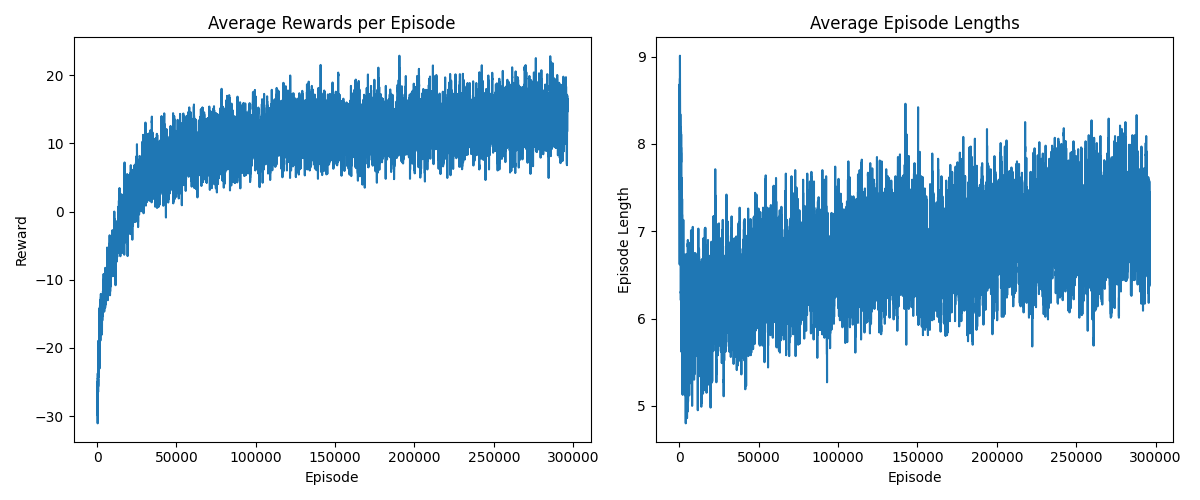 Average Rewards per Episode
20
10
0
−10
−20
−30
Reward
0 50000 100000 150000 200000 250000 300000
Episode
Average Episode Lengths
9
8
7
6
5
Episode Length
0 50000 100000 150000 200000 250000 300000
Episode